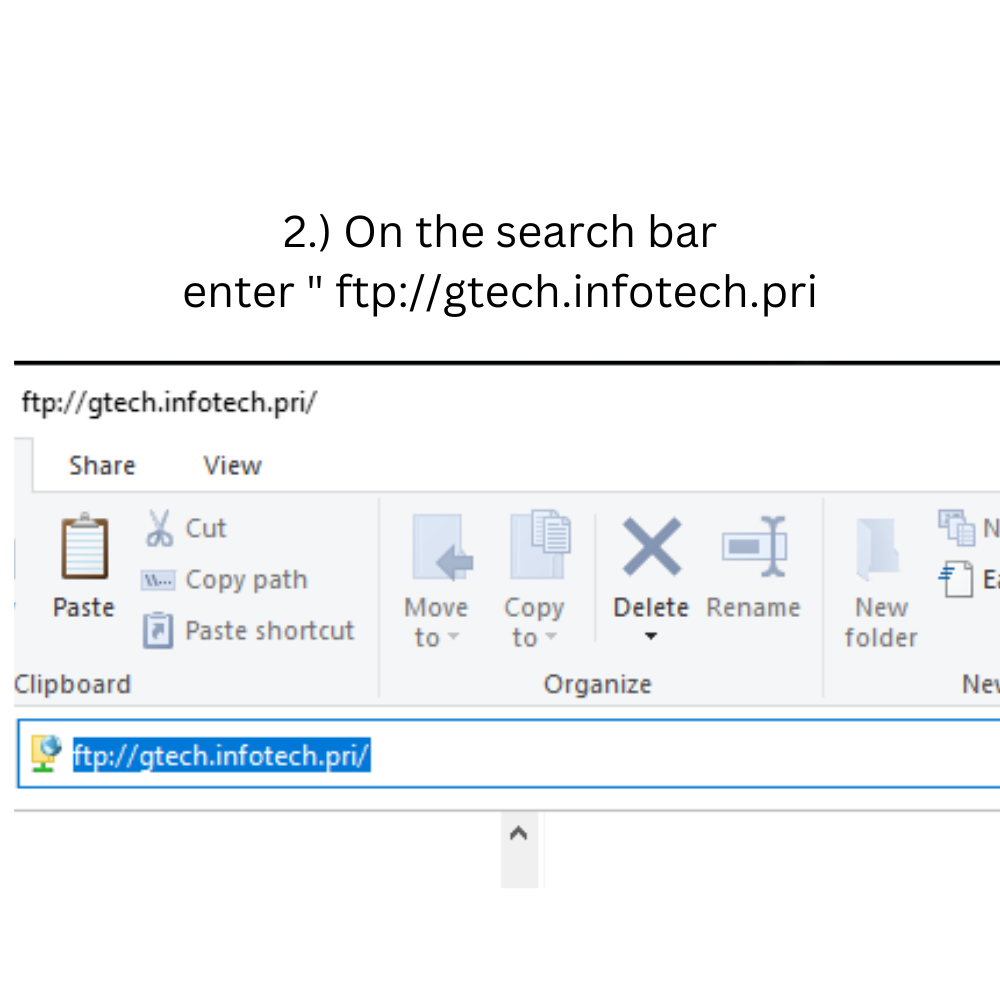 2.) On the search bar
enter " ftp://gtech.infotech.pri
ftp://gtech.infotech.pri/
Share View
Cut
Copy path
Paste shortcut
Paste
Clipboard
Move to
Copy to
Delete
Rename
Organize
New folder
N
Ea
New
ftp://gtech.infotech.pri/